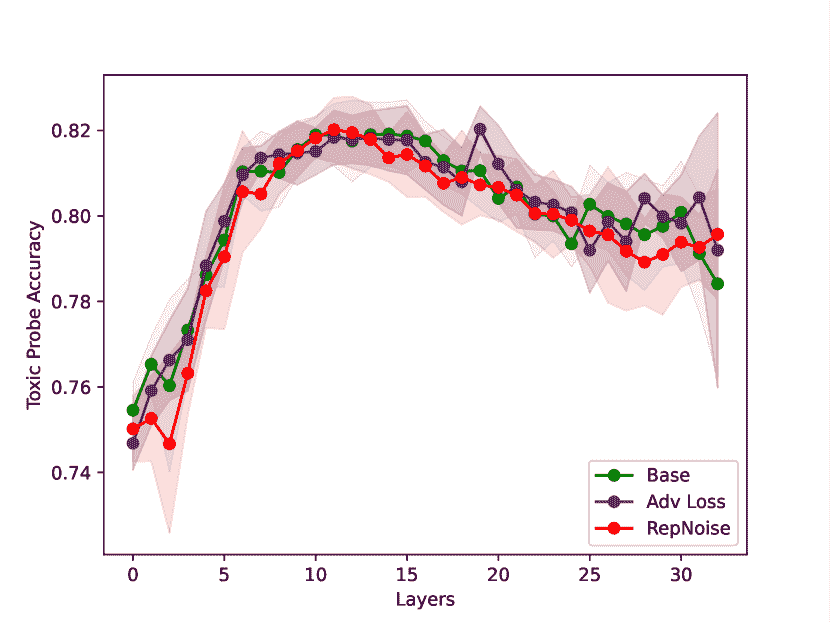 0.82
0.80
0.78
0.76
0.74
Toxic Probe Accuracy
0 5 10 15 20 25 30
Layers
Base
Adv Loss
RepNoise